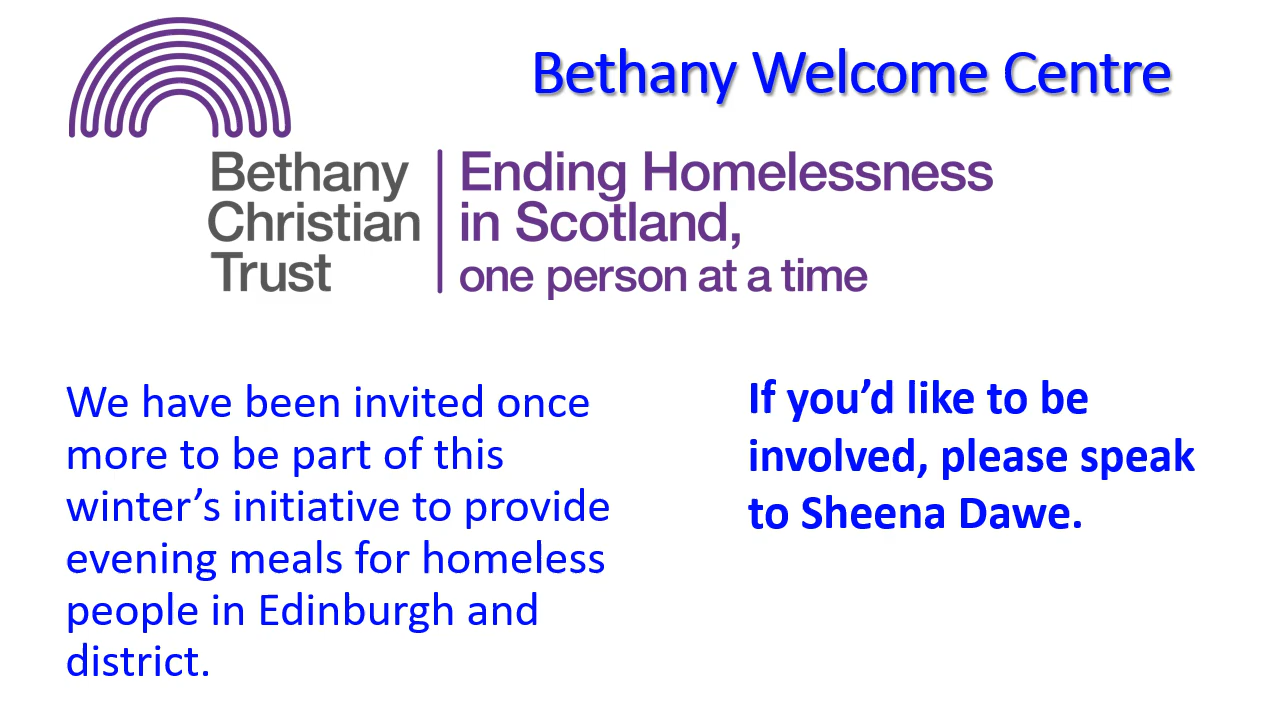 Bethany Welcome Centre
Bethany
Christian
Trust
Ending Homelessness
in Scotland,
one person at a time
We have been invited once
more to be part of this
winter’s initiative to provide
evening meals for homeless
people in Edinburgh and
district.
If you’d like to be
involved, please speak
to Sheena Dawe.